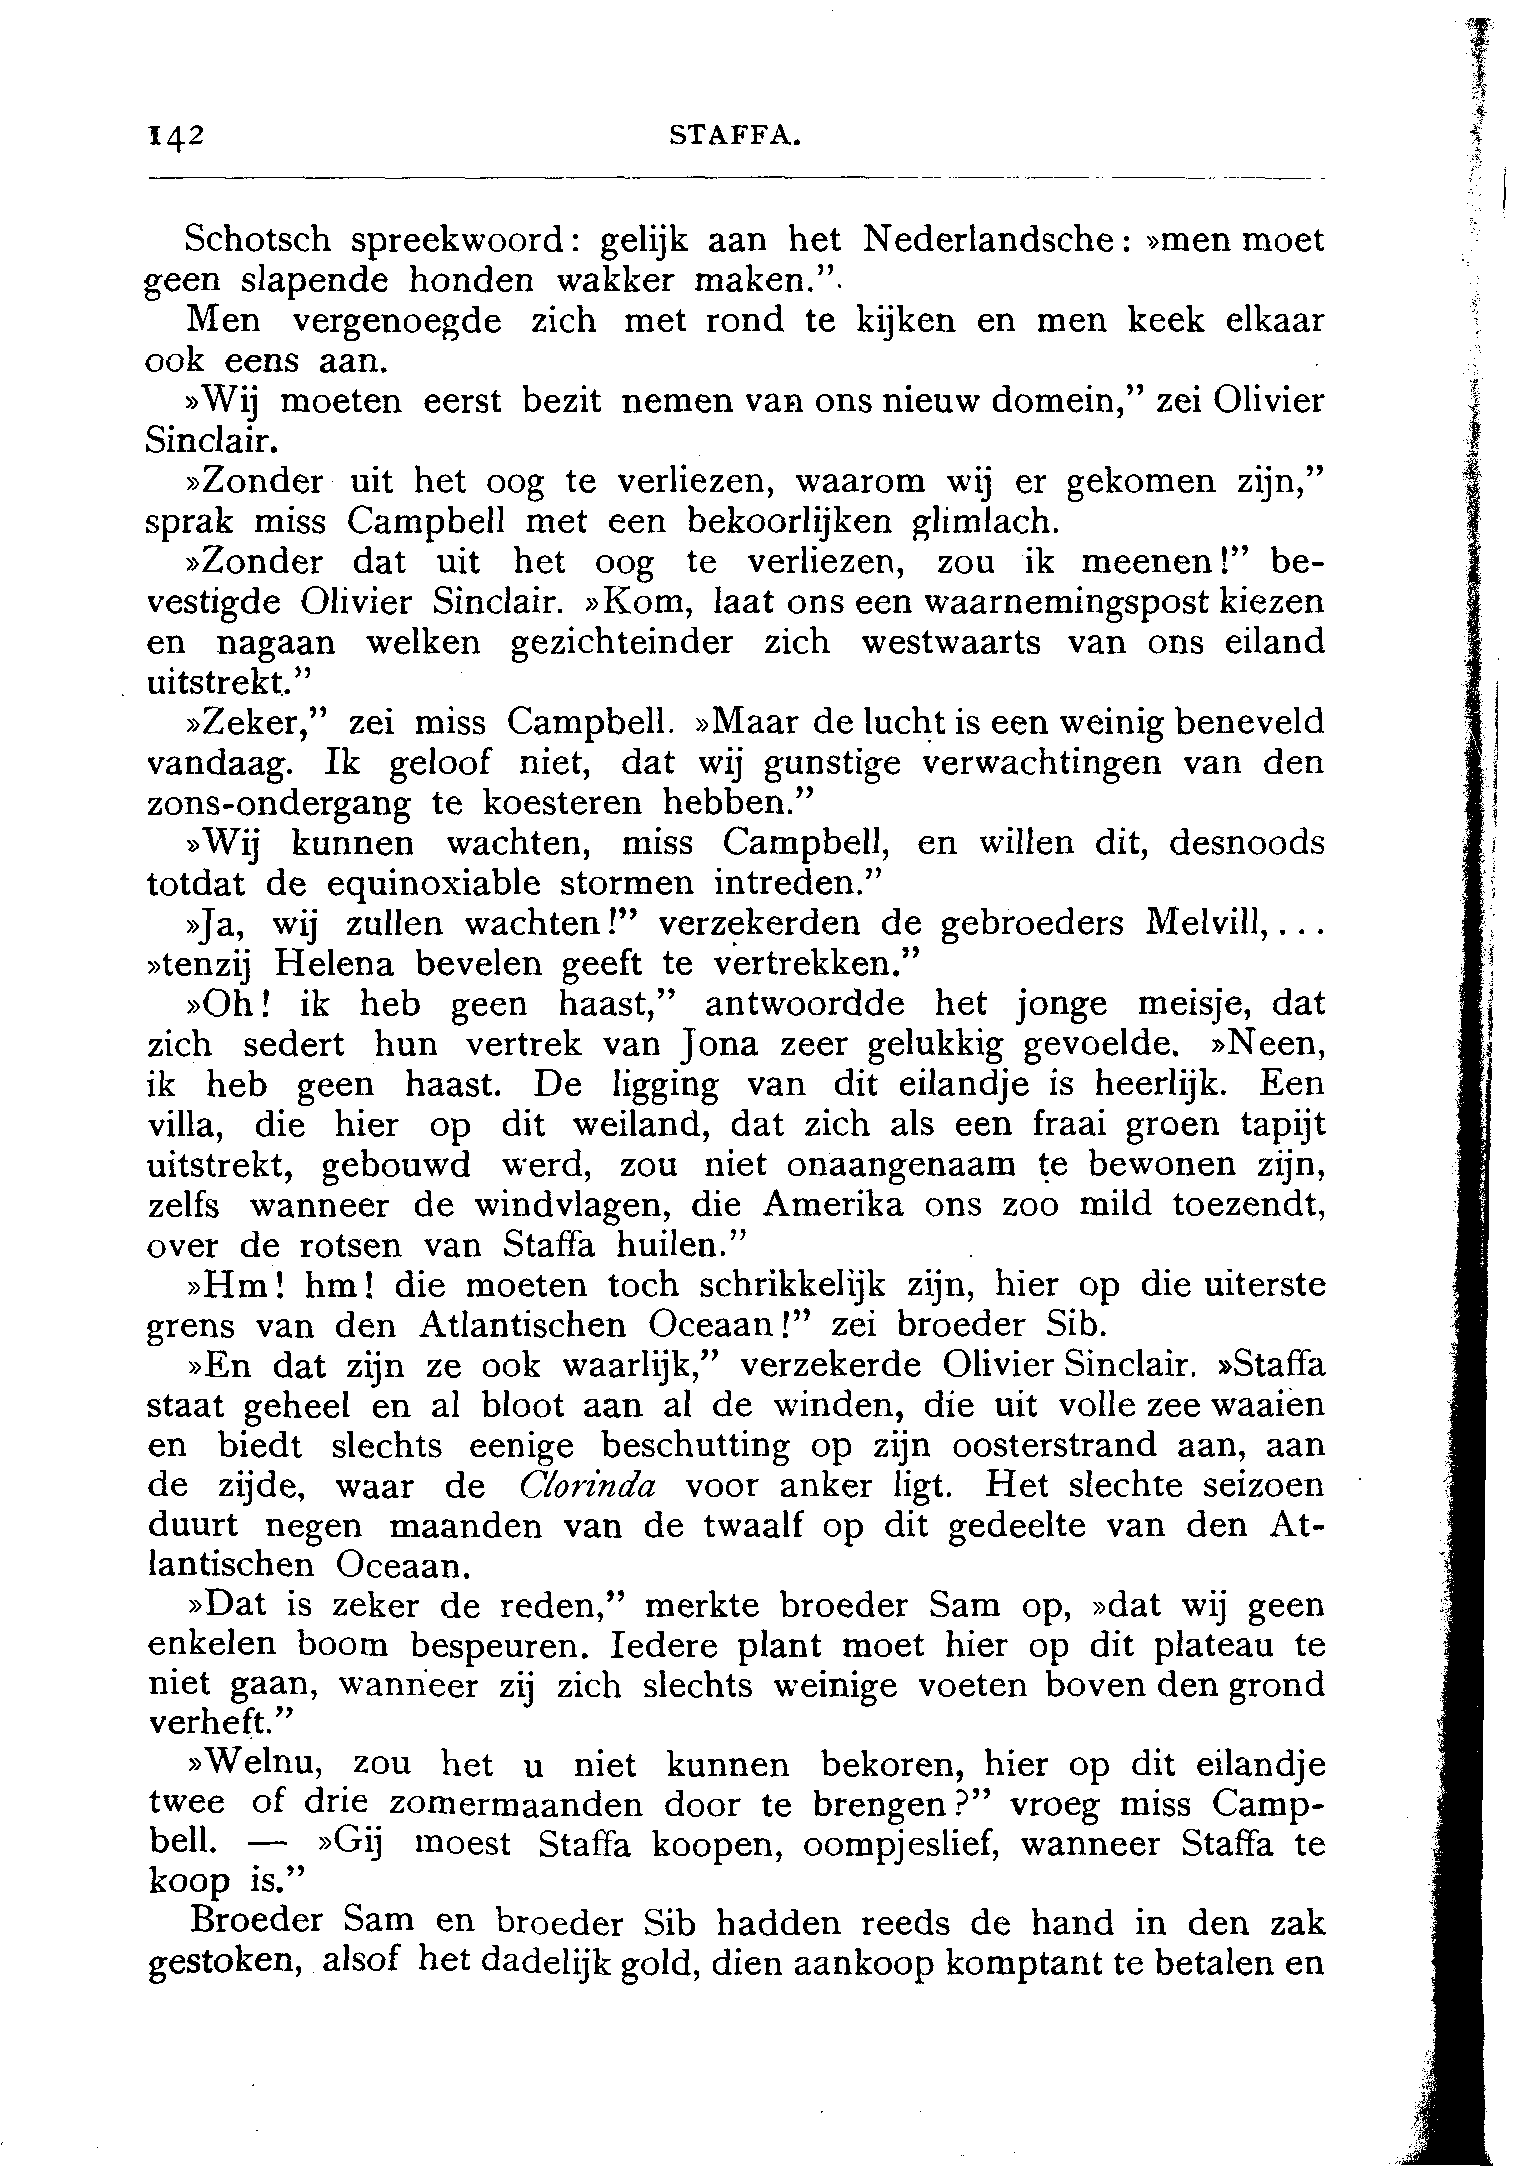 142 STAFFA.
Schotsch spreekwoord: gelijk aan het Nederlandsche: »men moet
geen slapende honden wakker maken.”.
Men vergenoegde zich met rond te kijken en men keek elkaar
ook eens aan.
»Wij moeten eerst bezit nemen van ons nieuw domein,” zei Olivier
Sinclair.
»Zonder uit het oog te verliezen, waarom wij er gekomen zijn,”
sprak miss Campbell met een bekoorlijken glimlach.
»Zonder dat uit het oog te verliezen, zou ik meenen!” be-
vestigde Olivier Sinclair. »Kom, laat ons een waarnemingspost kiezen
en nagaan welken gezichteinder zich westwaarts van ons eiland
uitstrekt.”
»Zeker,” zei miss Campbell. »Maar de lucht is een weinig beneveld
vandaag. Ik geloof niet, dat wij gunstige verwachtingen van den
zons-ondergang te koesteren hebben.”
»Wij kunnen wachten, miss Campbell, en willen dit, desnoods
totdat de equinoxiable stormen intreden.”
»Ja, wij zullen wachten!” verzekerden de gebroeders Melvill,...
»tenzij Helena bevelen geeft te vertrekken.”
»Oh! ik heb geen haast,” antwoordde het jonge meisje, dat
zich sedert hun vertrek van Jona zeer gelukkig gevoelde. »Neen,
ik heb geen haast. De ligging van dit eilandje is heerlijk. Een
villa, die hier op dit weiland, dat zich als een fraai groen tapijt
uitstrekt, gebouwd werd, zou niet onaangenaam te bewonen zijn,
zelfs wanneer de windvlagen, die Amerika ons zoo mild toezendt,
over de rotsen van Staffa huilen.”
»Hm! hm! die moeten toch schrikkelijk zijn, hier op die uiterste
grens van den Atlantischen Oceaan!” zei broeder Sib.
»En dat zijn ze ook waarlijk,” verzekerde Olivier Sinclair. »Staffa
staat geheel en al bloot aan al de winden, die uit volle zee waaien
en biedt slechts eenige beschutting op zijn oosterstrand aan, aan
de zijde, waar de Clorinda voor anker ligt. Het slechte seizoen
duurt negen maanden van de twaalf op dit gedeelte van den At-
lantischen Oceaan.
»Dat is zeker de reden,” merkte broeder Sam op, »dat wij geen
enkelen boom bespeuren. Iedere plant moet hier op dit plateau te
niet gaan, wanneer zij zich slechts weinige voeten boven den grond
verheft.”
»Welnu, zou het u niet kunnen bekoren, hier op dit eilandje
twee of drie zomermaanden door te brengen?” vroeg miss Camp-
bell. — »Gij moest Staffa koopen, oompjeslief, wanneer Staffa te
koop is.”
Broeder Sam en broeder Sib hadden reeds de hand in den zak
gestoken, alsof het dadelijk gold, dien aankoop komptant te betalen en